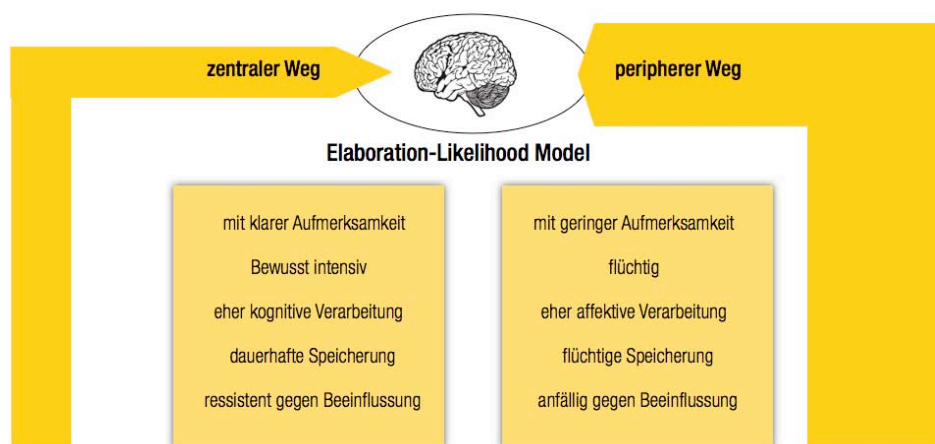 zentraler Weg
peripherer Weg
Elaboration-Likelihood Model
mit klarer Aufmerksamkeit
Bewusst intensiv
eher kognitive Verarbeitung
dauerhafte Speicherung
ressistent gegen Beeinflussung
mit geringer Aufmerksamkeit
flüchtig
eher affektive Verarbeitung
flüchtige Speicherung
anfällig gegen Beeinflussung